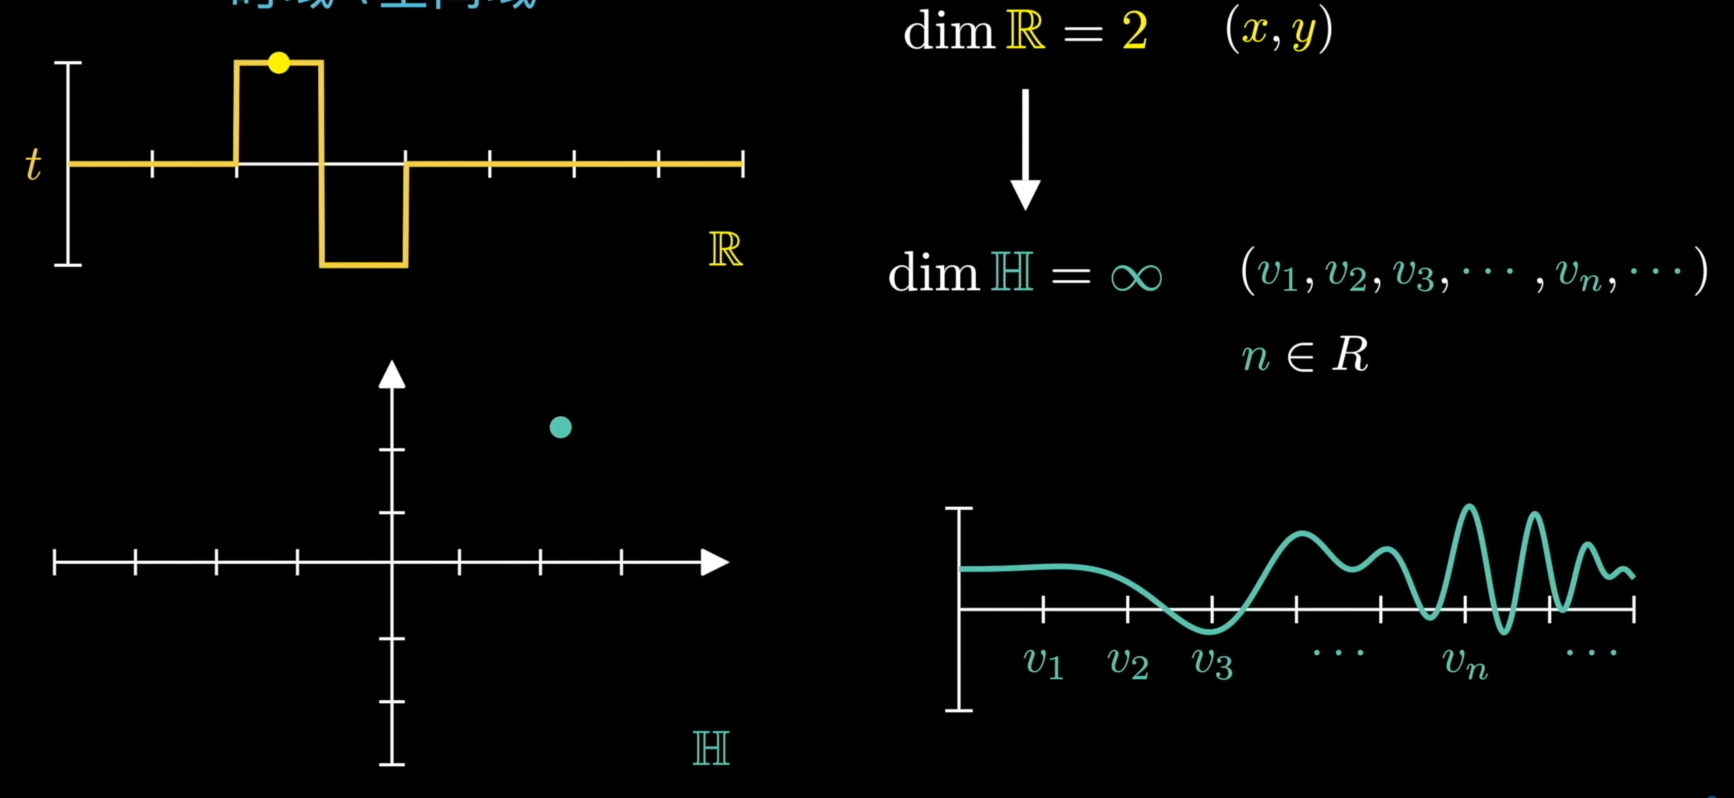 dim ℝ = 2 (x, y)
t
ℝ
dim ℍ = ∞ (v₁, v₂, v₃, ⋯ , vₙ, ⋯ )
n ∈ R
v₁ v₂ v₃ ⋯ vₙ ⋯
ℍ